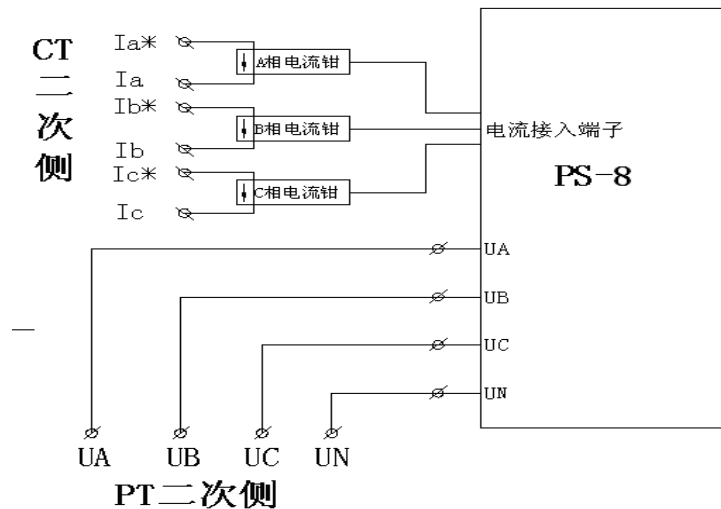 CT二次侧
Ia*
Ia
Ib*
Ib
Ic*
Ic
A相电流钳
B相电流钳
C相电流钳
电流接入端子
PS-8
UA
UB
UC
UN
UA UB UC UN
PT二次侧